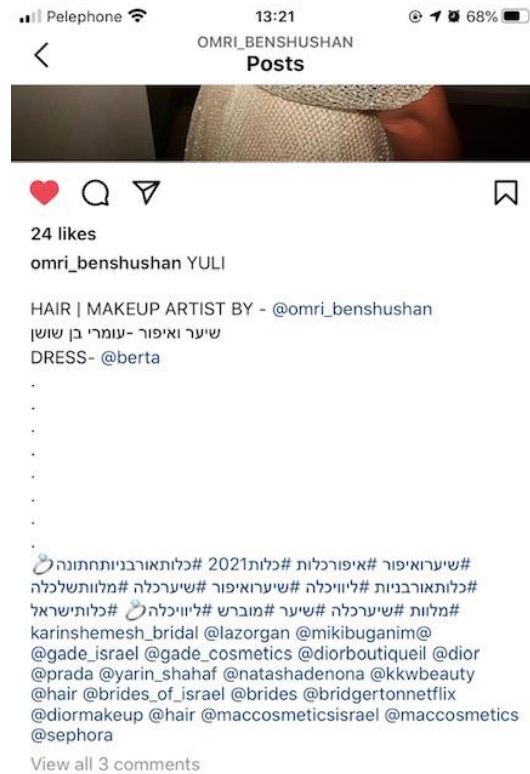 Pelephone 13:21 68%
OMRI_BENSHUSHAN
Posts
24 likes
omri_benshushan YULI
HAIR | MAKEUP ARTIST BY - @omri_benshushan
שיער ואיפור -עומרי בן שושן
DRESS- @berta
.
.
.
.
.
.
.
.
#שיערואיפור #איפורכלות #כלות2021 #כלותאורבניותחתונה💍
#כלותאורבניות #ליוויכלה #שיערואיפור #שיערכלה #מלוותשלכלה
#מלוות #שיערכלה #שיער #מוברש #ליוויכלה💍 #כלותישראל
karinshemesh_bridal @lazorgan @mikibuganim@
@gade_israel @gade_cosmetics @diorboutiqueil @dior
@prada @yarin_shahaf @natashadenona @kkwbeauty
@hair @brides_of_israel @brides @bridgertonnetflix
@diormakeup @hair @maccosmeticsisrael @maccosmetics
@sephora
View all 3 comments